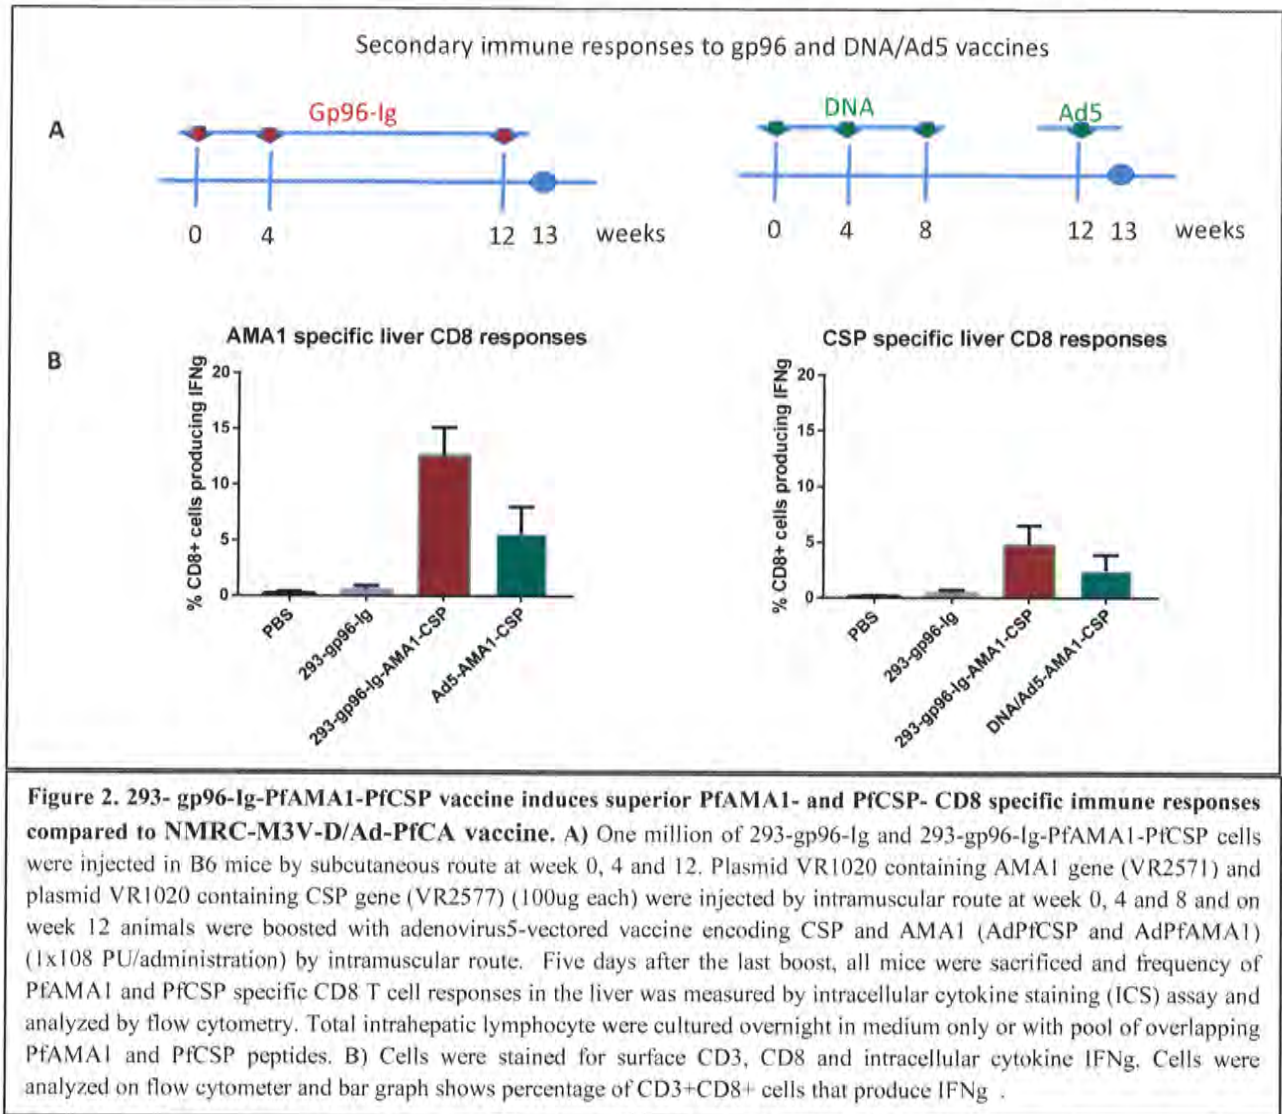 Secondary immune responses to gp96 and DNA/Ad5 vaccines
A
Gp96-Ig
0 4 12 13 weeks
DNA
Ad5
0 4 8 12 13 weeks
B
AMA1 specific liver CD8 responses
% CD8+ cells producing IFNg
20
15
10
5
0
PBS
293-gp96-Ig
293-gp96-Ig-AMA1-CSP
Ad5-AMA1-CSP
CSP specific liver CD8 responses
% CD8+ cells producing IFNg
20
15
10
5
0
PBS
293-gp96-Ig
293-gp96-Ig-AMA1-CSP
DNA/Ad5-AMA1-CSP
Figure 2. 293- gp96-Ig-PfAMA1-PfCSP vaccine induces superior PfAMA1- and PfCSP- CD8 specific immune responses
compared to NMRC-M3V-D/Ad-PfCA vaccine. A) One million of 293-gp96-Ig and 293-gp96-Ig-PfAMA1-PfCSP cells
were injected in B6 mice by subcutaneous route at week 0, 4 and 12. Plasmid VR1020 containing AMA1 gene (VR2571) and
plasmid VR1020 containing CSP gene (VR2577) (100ug each) were injected by intramuscular route at week 0, 4 and 8 and on
week 12 animals were boosted with adenovirus5-vectored vaccine encoding CSP and AMA1 (AdPfCSP and AdPfAMA1)
(1x108 PU/administration) by intramuscular route. Five days after the last boost, all mice were sacrificed and frequency of
PfAMA1 and PfCSP specific CD8 T cell responses in the liver was measured by intracellular cytokine staining (ICS) assay and
analyzed by flow cytometry. Total intrahepatic lymphocyte were cultured overnight in medium only or with pool of overlapping
PfAMA1 and PfCSP peptides. B) Cells were stained for surface CD3, CD8 and intracellular cytokine IFNg. Cells were
analyzed on flow cytometer and bar graph shows percentage of CD3+CD8+ cells that produce IFNg .